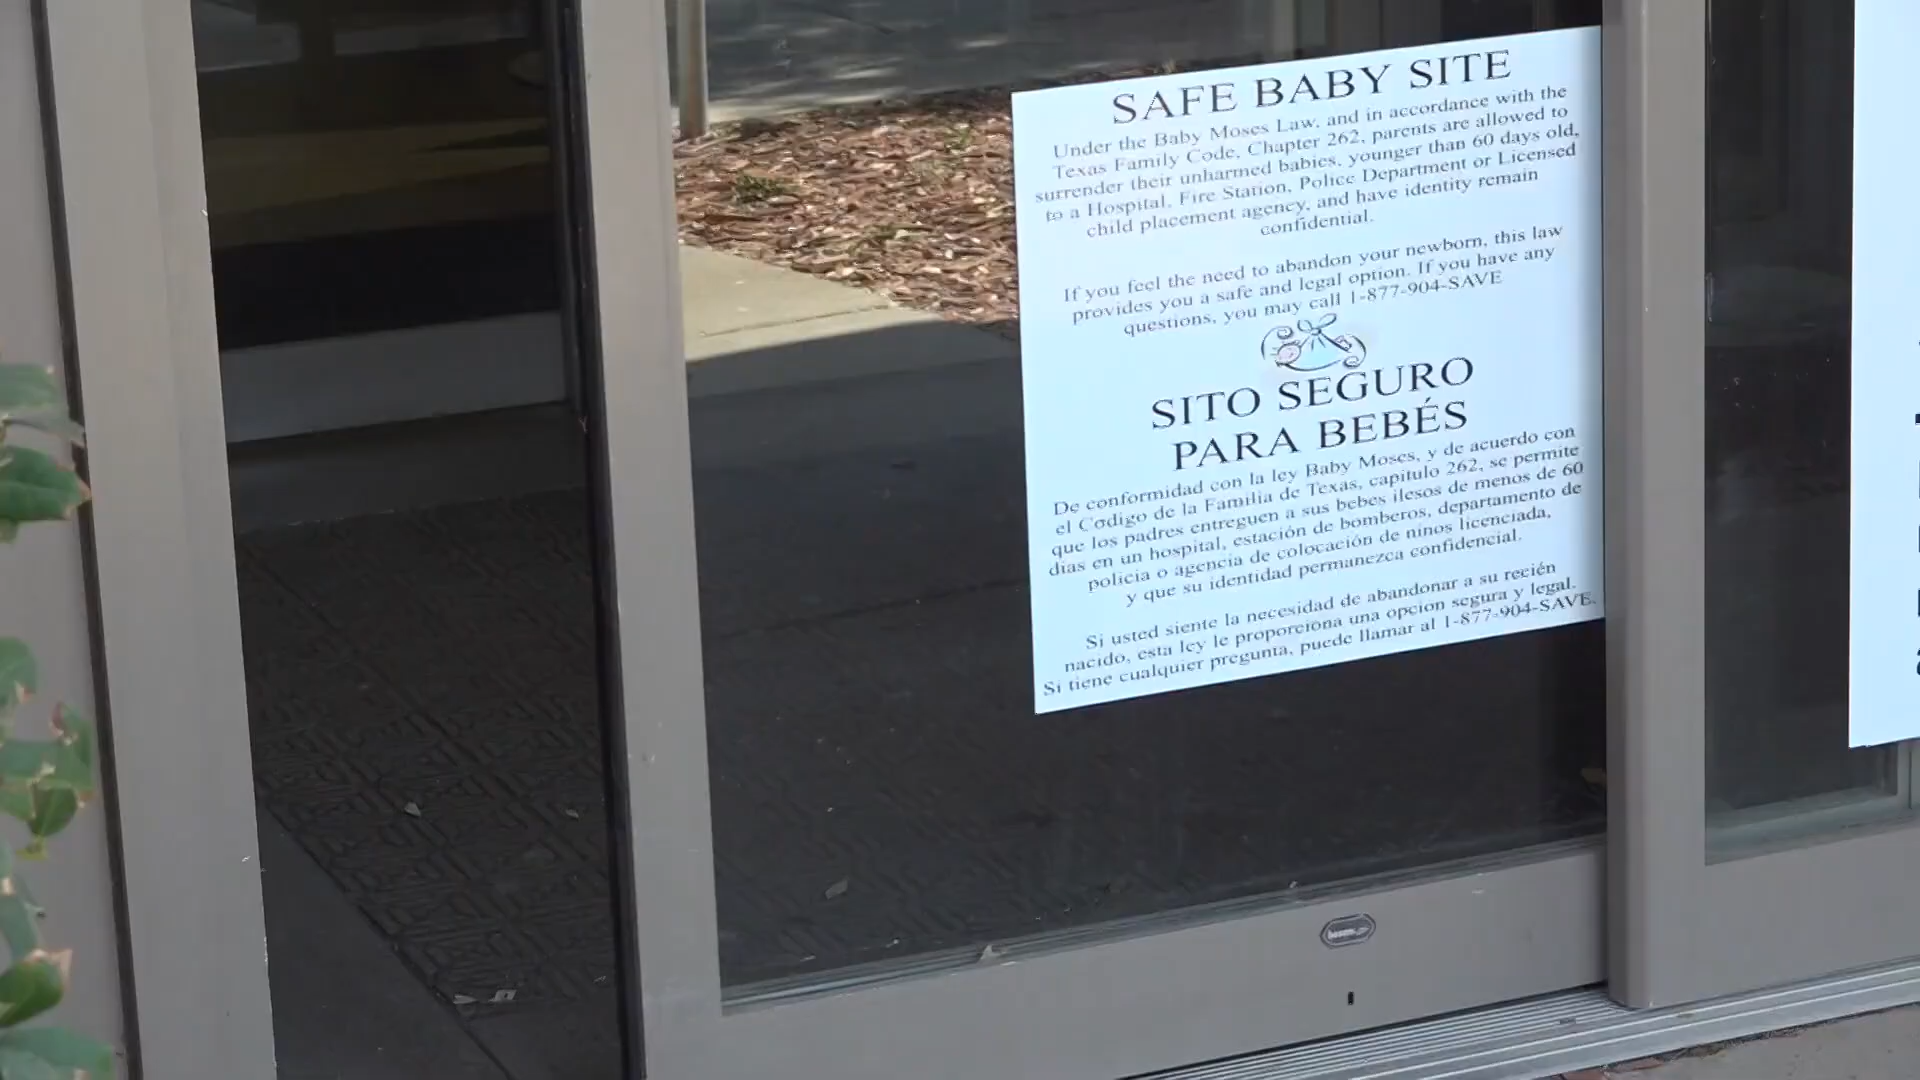 SAFE BABY SITE
Under the Baby Moses Law, and in accordance with the
Texas Family Code, Chapter 262, parents are allowed to
surrender their unharmed babies, younger than 60 days old,
to a Hospital, Fire Station, Police Department or Licensed
child placement agency, and have identity remain
confidential.
If you feel the need to abandon your newborn, this law
provides you a safe and legal option. If you have any
questions, you may call 1-877-904-SAVE
SITO SEGURO
PARA BEBÉS
De conformidad con la ley Baby Moses, y de acuerdo con
el Codigo de la Familia de Texas, capitulo 262, se permite
que los padres entreguen a sus bebes ilesos de menos de 60
dias en un hospital, estación de bomberos, departamento de
policia o agencia de colocación de ninos licenciada,
y que su identidad permanezca confidencial.
Si usted siente la necesidad de abandonar a su recién
nacido, esta ley le proporciona una opcion segura y legal.
Si tiene cualquier pregunta, puede llamar al 1-877-904-SAVE.